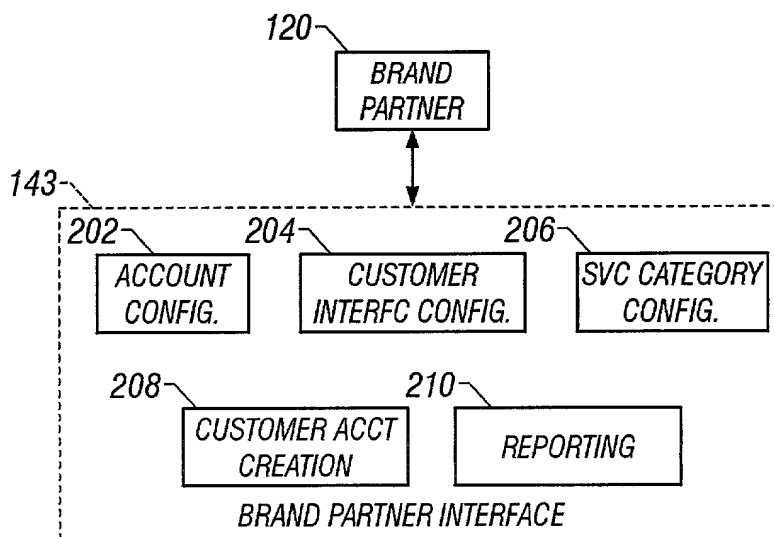 120
BRAND
PARTNER
143
202
204
206
ACCOUNT
CONFIG.
CUSTOMER
INTERFC CONFIG.
SVC CATEGORY
CONFIG.
208
210
CUSTOMER ACCT
CREATION
REPORTING
BRAND PARTNER INTERFACE